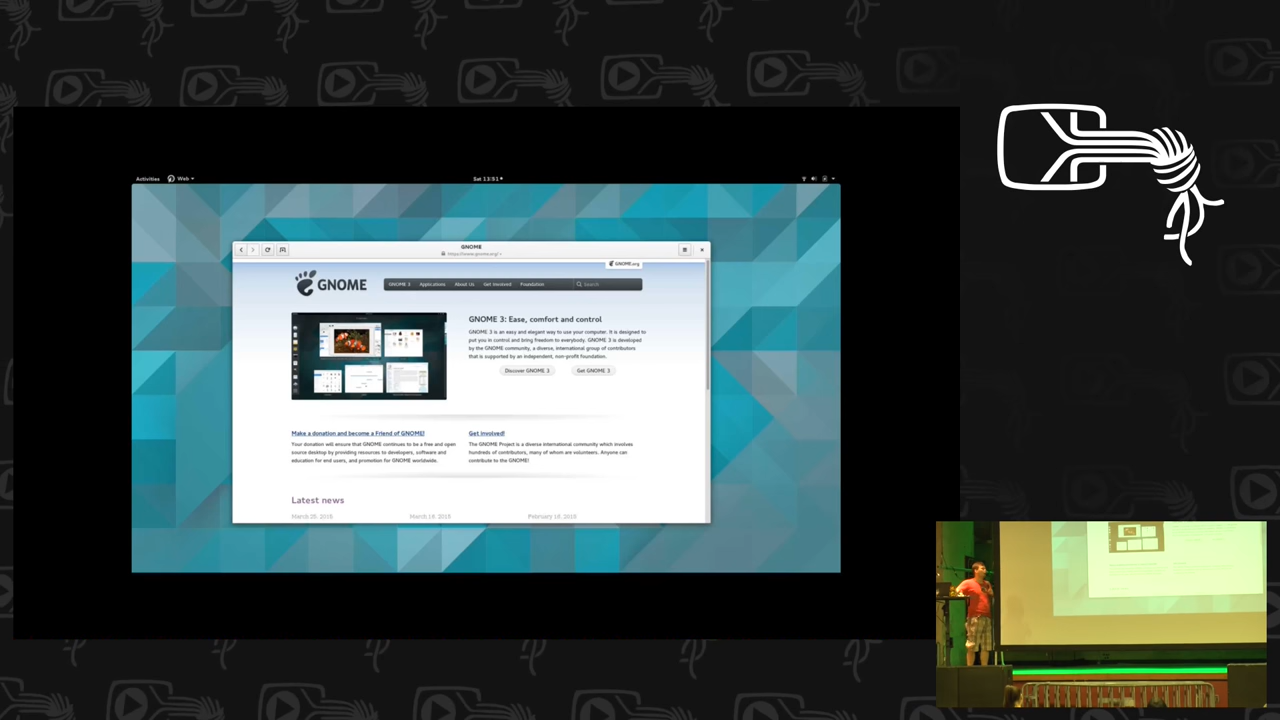 Activities Web Sat 13:51
GNOME
https://www.gnome.org/
GNOME.org
GNOME
GNOME 3 Applications About Us Get Involved Foundation Search
GNOME 3: Ease, comfort and control
GNOME 3 is an easy and elegant way to use your computer. It is designed to
put you in control and bring freedom to everybody. GNOME 3 is developed
by the GNOME community, a diverse, international group of contributors
that is supported by an independent, non-profit foundation.
Discover GNOME 3 Get GNOME 3
Make a donation and become a Friend of GNOME!
Your donation will ensure that GNOME continues to be a free and open
source desktop by providing resources to developers, software and
education for end users, and promotion for GNOME worldwide.
Get involved!
The GNOME Project is a diverse international community which involves
hundreds of contributors, many of whom are volunteers. Anyone can
contribute to the GNOME!
Latest news